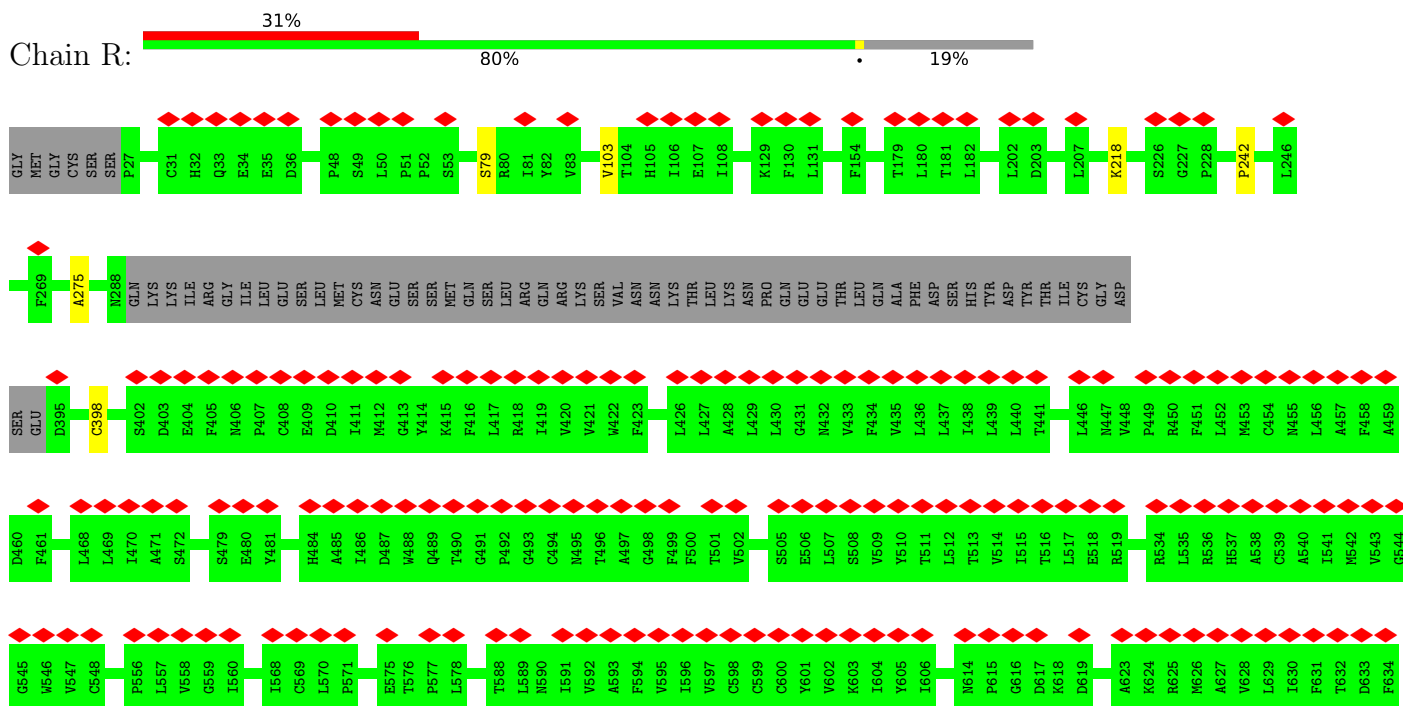 31%
Chain R:
80% • 19%
GLY MET GLY CYS SER SER P27 C31 H32 Q33 E34 E35 D36 P48 S49 L50 P51 P52 S53 S79 R80 I81 Y82 V83 V103 T104 H105 I106 E107 I108 K129 F130 L131 F154 T179 L180 T181 L182 L202 D203 L207 K218 S226 G227 P228 P242 L246
F269 A275 N288 GLN LYS LYS ILE ARG GLY ILE LEU GLU SER LEU MET CYS ASN GLU SER SER MET GLN SER LEU ARG GLN ARG LYS SER VAL ASN ASN LYS THR LEU LYS ASN PRO GLN GLU GLU THR LEU GLN ALA PHE ASP SER HIS TYR ASP TYR THR ILE CYS GLY ASP
SER GLU D395 C398 S402 D403 E404 F405 N406 P407 C408 E409 D410 I411 M412 G413 Y414 K415 F416 L417 R418 I419 V420 V421 W422 F423 L426 L427 A428 L429 L430 G431 N432 V433 F434 V435 L436 L437 I438 L439 L440 T441 L446 N447 V448 P449 R450 F451 L452 M453 C454 N455 L456 A457 F458 A459
D460 F461 L468 L469 I470 A471 S472 S479 E480 Y481 H484 A485 I486 D487 W488 Q489 T490 G491 P492 G493 C494 N495 T496 A497 G498 F499 F500 T501 V502 S505 E506 L507 S508 V509 Y510 T511 L512 T513 V514 I515 T516 L517 E518 R519 R534 L535 R536 H537 A538 C539 A540 I541 M542 V543 G544
G545 W546 V547 C548 P556 L557 V558 G559 I560 I568 C569 L570 P571 E575 T576 P577 L578 T588 L589 N590 I591 V592 A593 F594 V595 I596 V597 C598 C599 C600 Y601 V602 K603 I604 Y605 I606 N614 P615 G616 D617 K618 D619 A623 K624 R625 M626 A627 V628 L629 I630 F631 T632 D633 F634